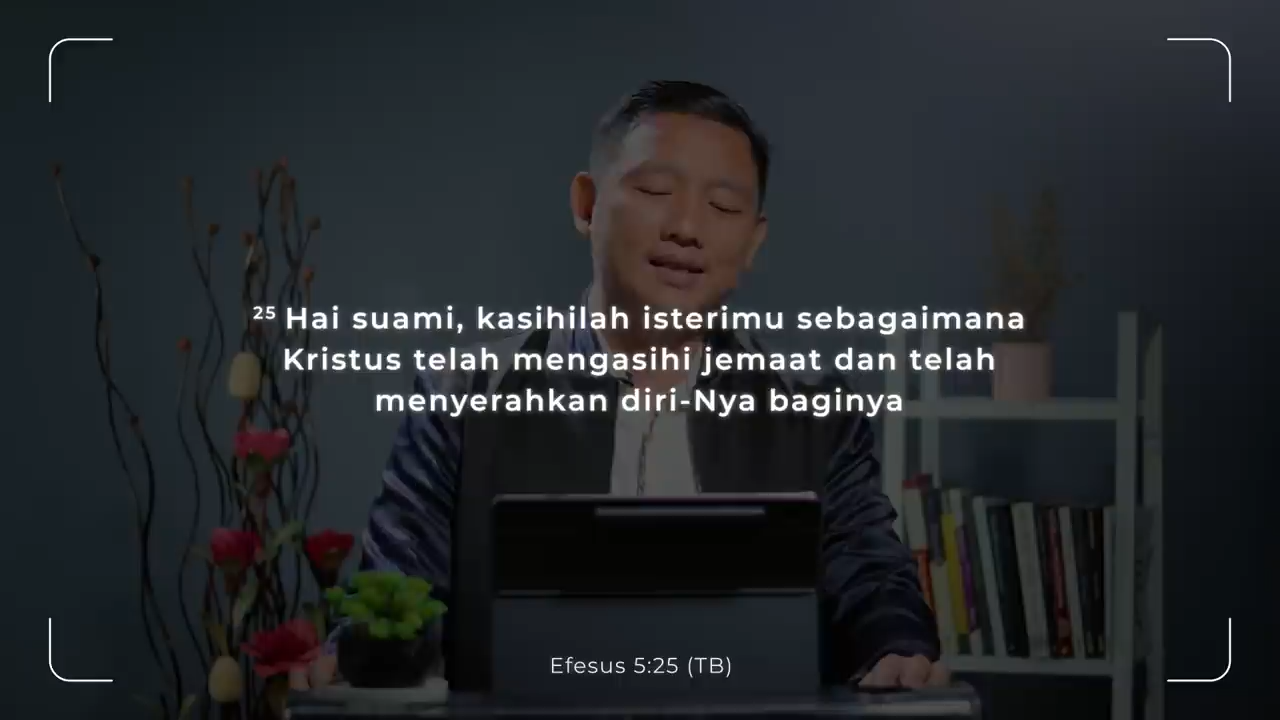 ²⁵ Hai suami, kasihilah isterimu sebagaimana
Kristus telah mengasihi jemaat dan telah
menyerahkan diri-Nya baginya
Efesus 5:25 (TB)